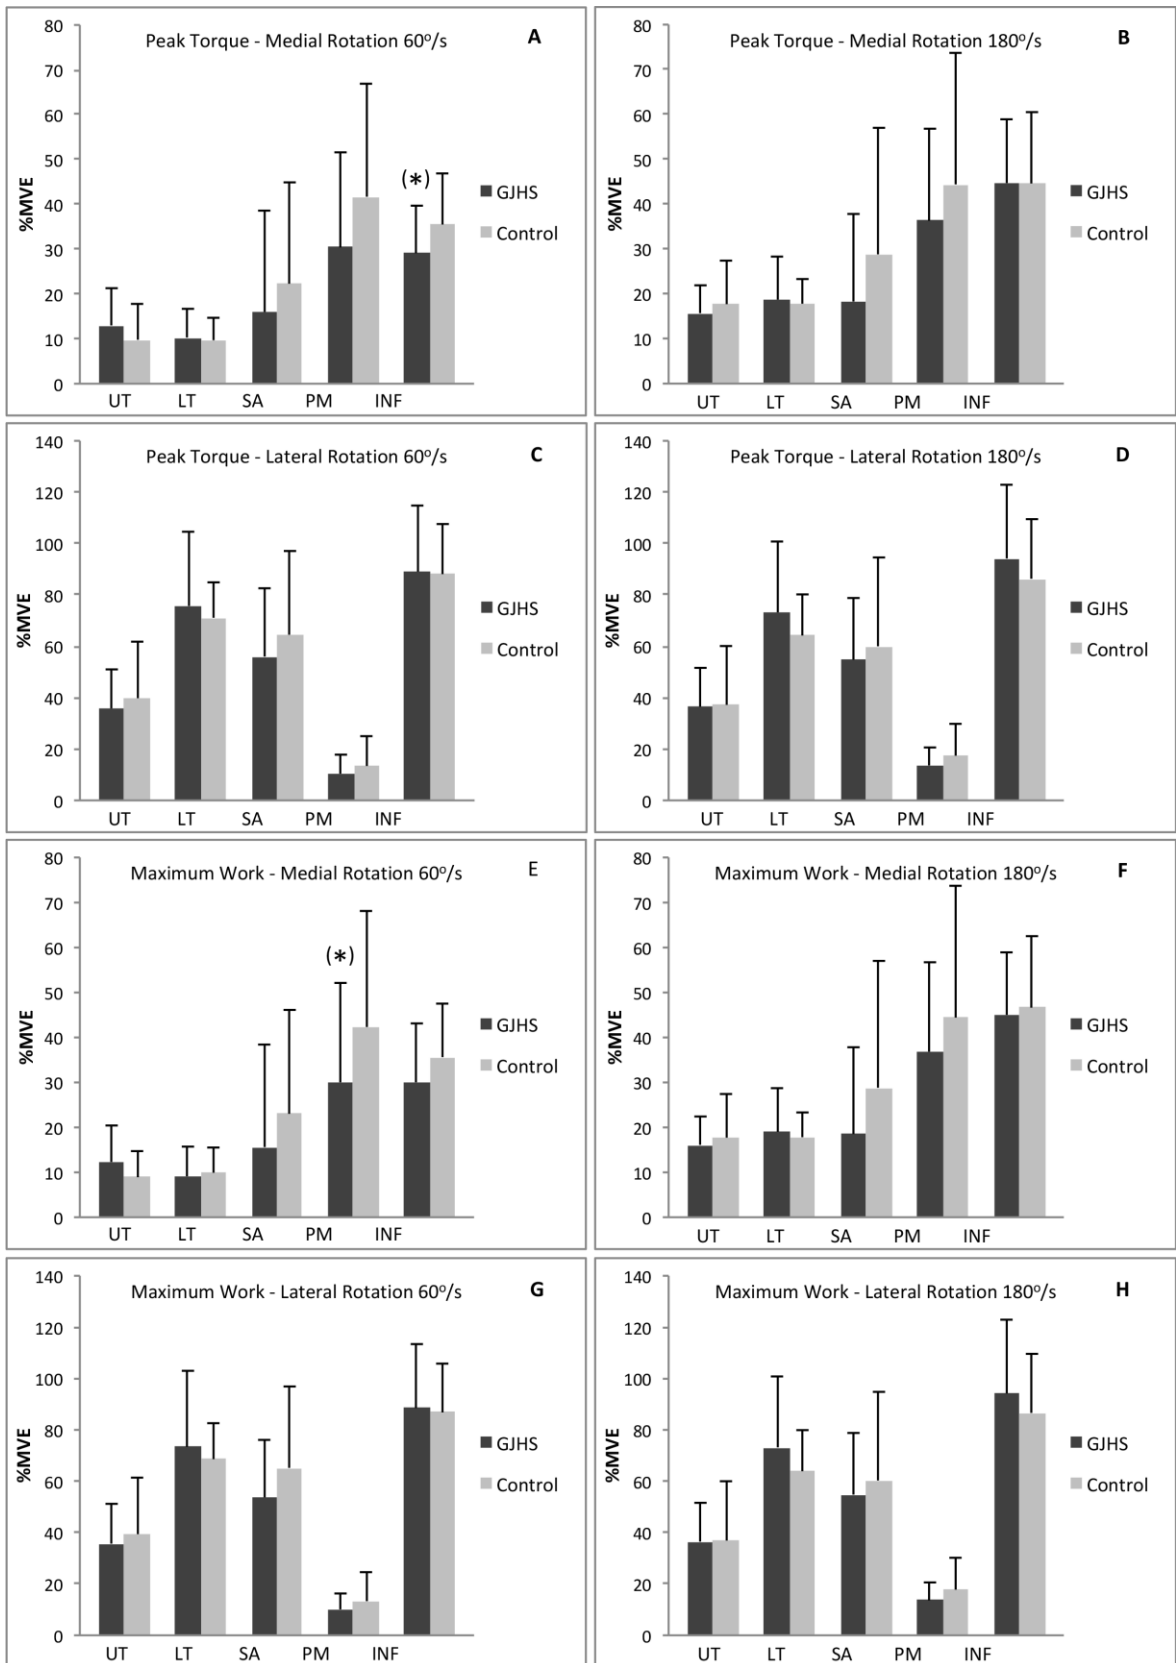 Peak Torque - Medial Rotation 60°/s A
%MVE
80
70
60
50
40
30
20
10
0
(*)
GJHS
Control
UT LT SA PM INF
Peak Torque - Medial Rotation 180°/s B
%MVE
80
70
60
50
40
30
20
10
0
GJHS
Control
UT LT SA PM INF
Peak Torque - Lateral Rotation 60°/s C
%MVE
140
120
100
80
60
40
20
0
GJHS
Control
UT LT SA PM INF
Peak Torque - Lateral Rotation 180°/s D
%MVE
140
120
100
80
60
40
20
0
GJHS
Control
UT LT SA PM INF
Maximum Work - Medial Rotation 60°/s E
%MVE
80
70
60
50
40
30
20
10
0
(*)
GJHS
Control
UT LT SA PM INF
Maximum Work - Medial Rotation 180°/s F
%MVE
80
70
60
50
40
30
20
10
0
GJHS
Control
UT LT SA PM INF
Maximum Work - Lateral Rotation 60°/s G
%MVE
140
120
100
80
60
40
20
0
GJHS
Control
UT LT SA PM INF
Maximum Work - Lateral Rotation 180°/s H
%MVE
140
120
100
80
60
40
20
0
GJHS
Control
UT LT SA PM INF